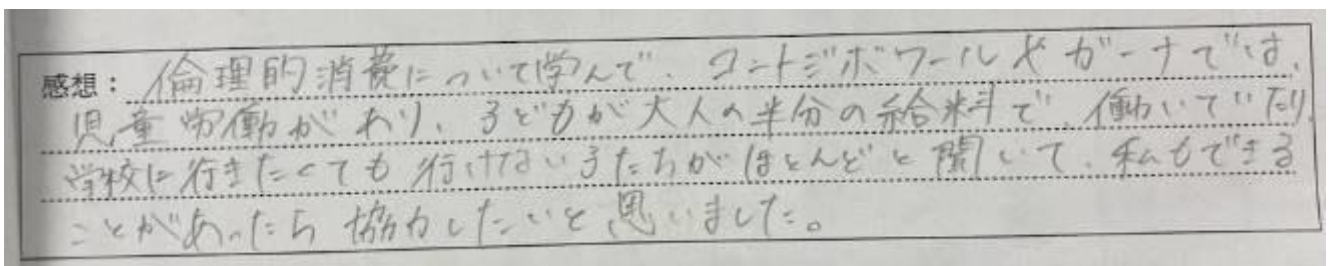 感想：倫理的消費について学んで、コートジボワールやガーナでは、
児童労働があり、子どもが大人の半分の給料で、働いていたり、
学校に行きたくても行けない子たちがほとんどと聞いて、私もできる
ことがあったら協力したいと思いました。